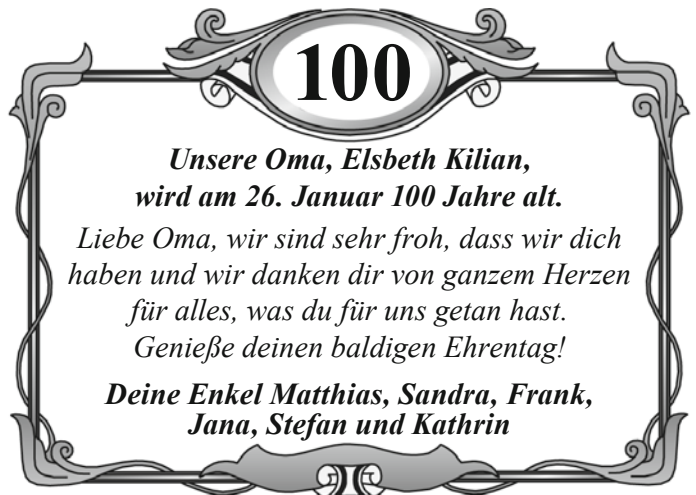 100
Unsere Oma, Elsbeth Kilian,
wird am 26. Januar 100 Jahre alt.
Liebe Oma, wir sind sehr froh, dass wir dich
haben und wir danken dir von ganzem Herzen
für alles, was du für uns getan hast.
Genieße deinen baldigen Ehrentag!
Deine Enkel Matthias, Sandra, Frank,
Jana, Stefan und Kathrin